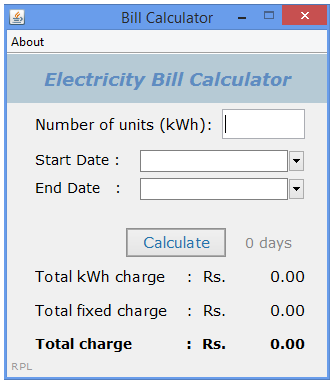 Bill Calculator
About
Electricity Bill Calculator
Number of units (kWh):
Start Date :
End Date :
Calculate 0 days
Total kWh charge : Rs. 0.00
Total fixed charge : Rs. 0.00
Total charge : Rs. 0.00
RPL